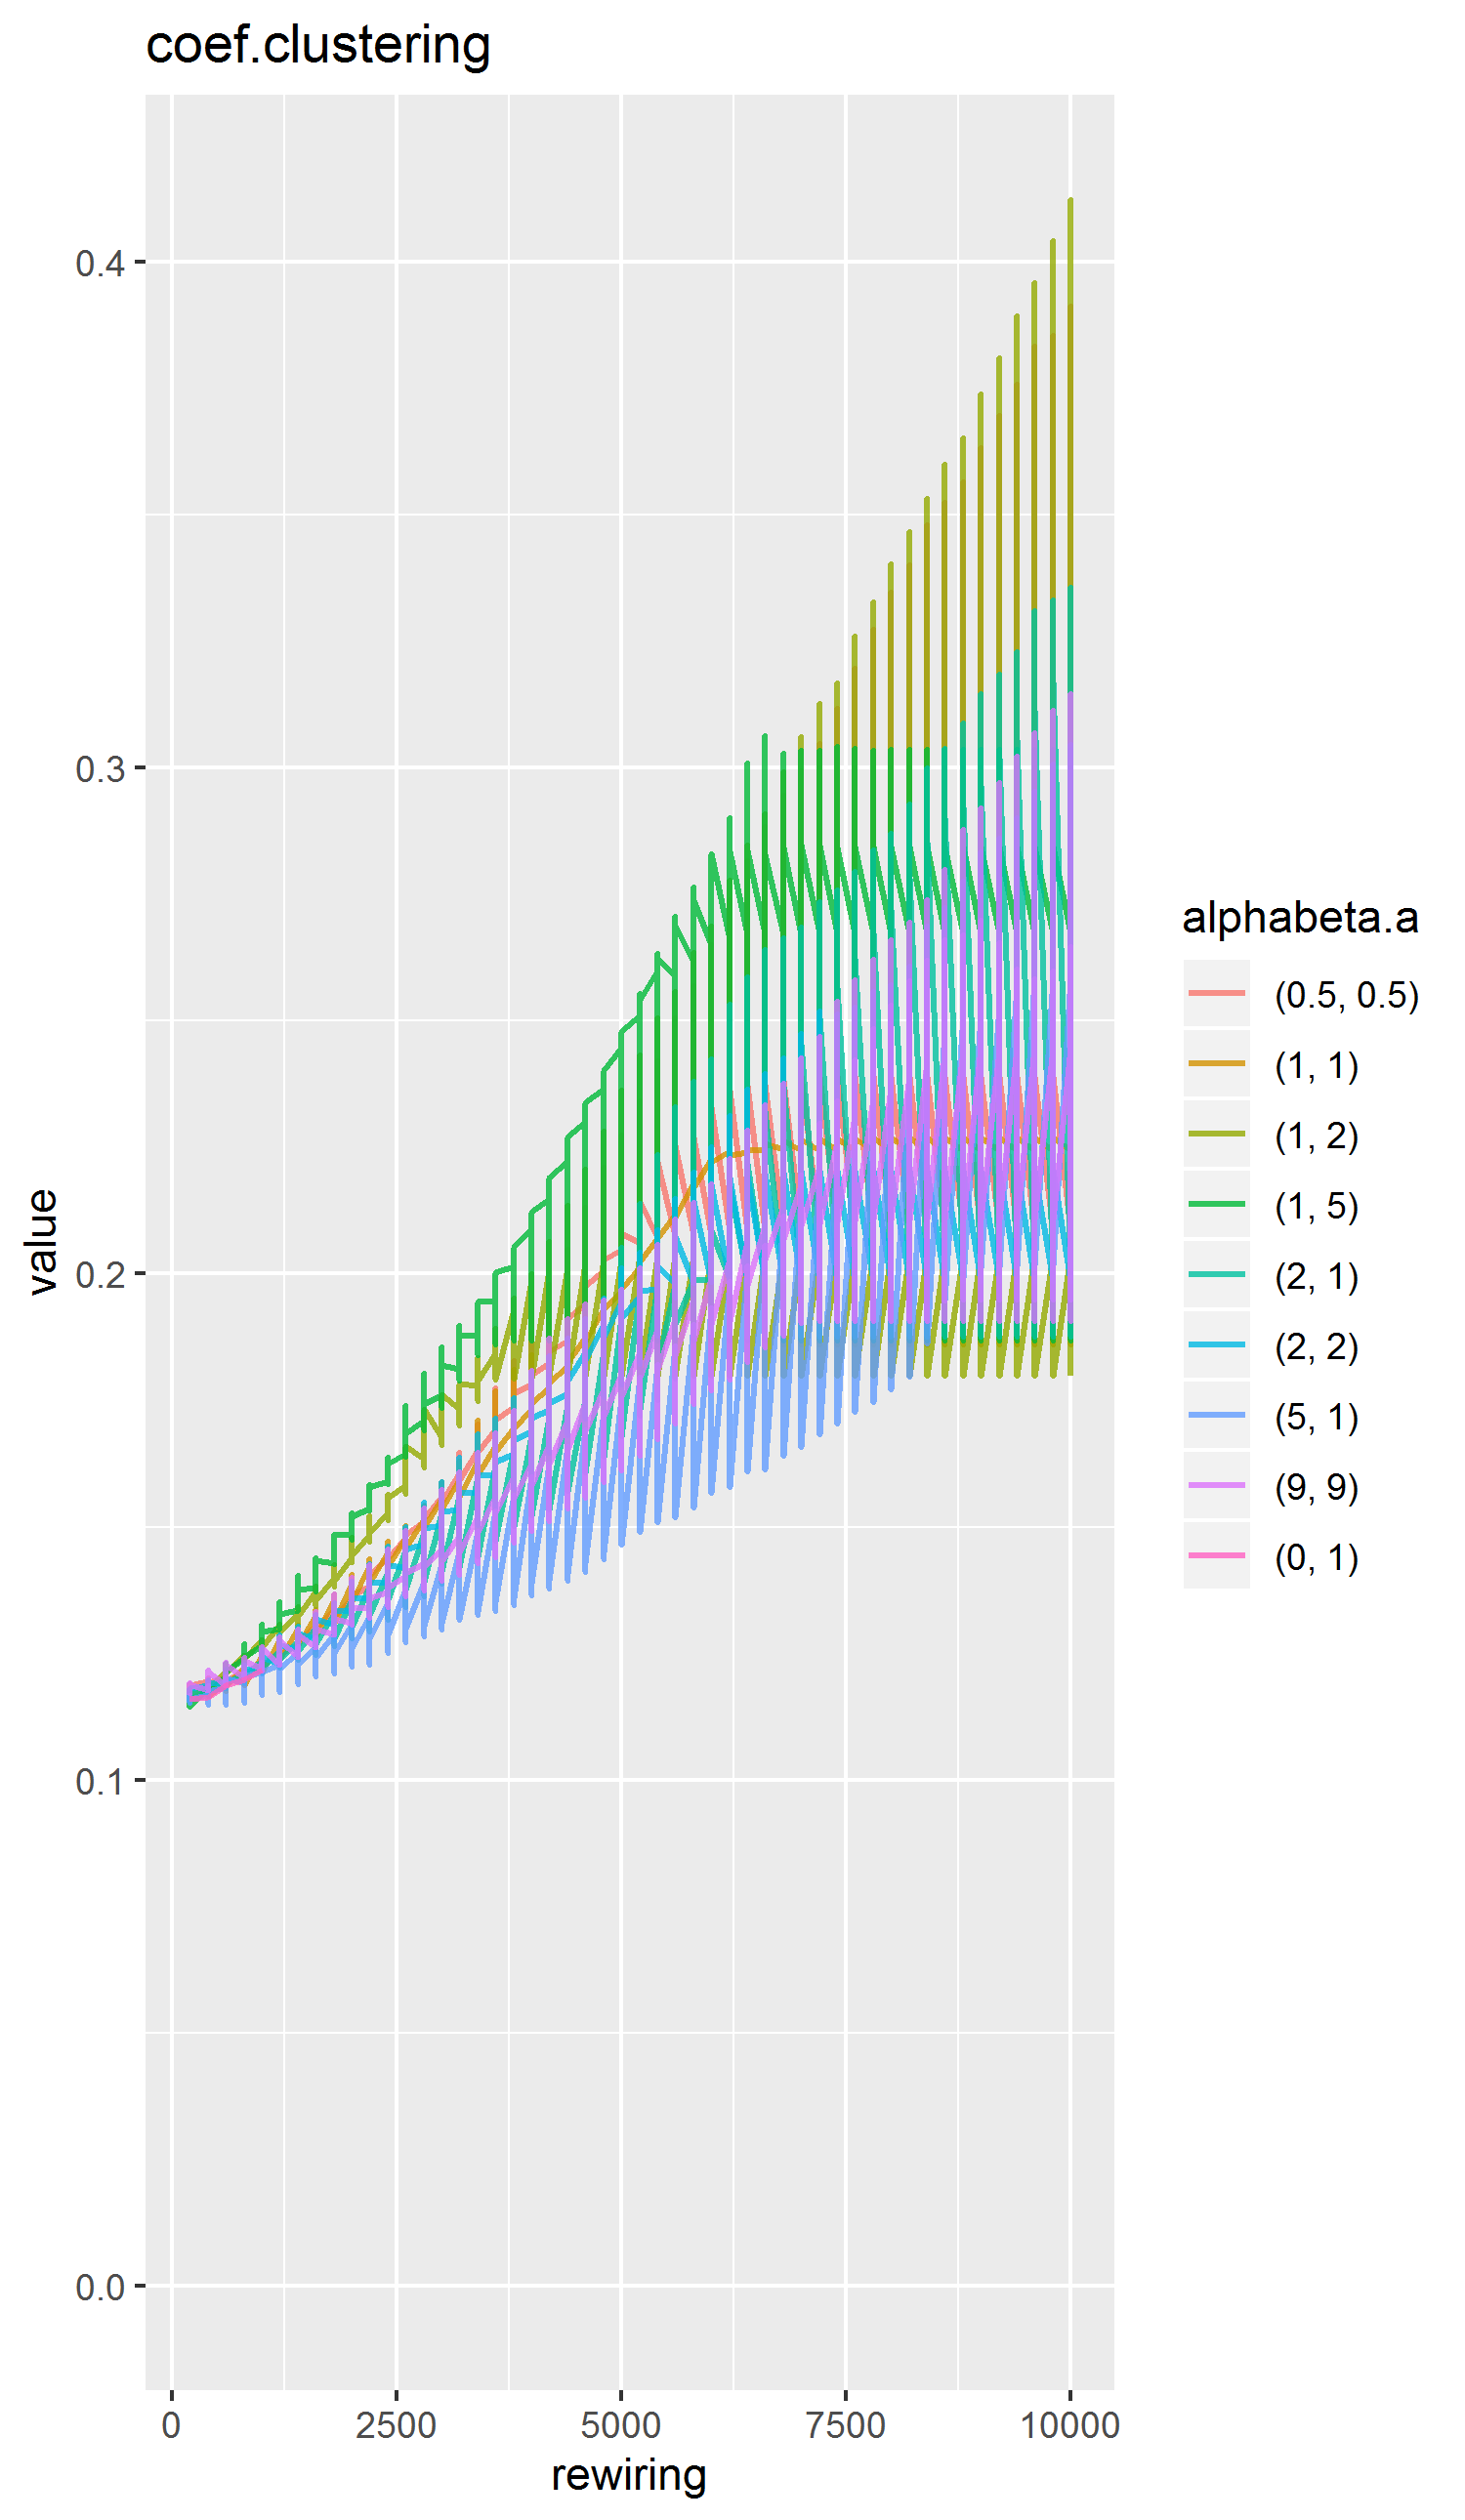 coef.clustering
value
0.4
0.3
0.2
0.1
0.0
0 2500 5000 7500 10000
rewiring
alphabeta.a
(0.5, 0.5)
(1, 1)
(1, 2)
(1, 5)
(2, 1)
(2, 2)
(5, 1)
(9, 9)
(0, 1)